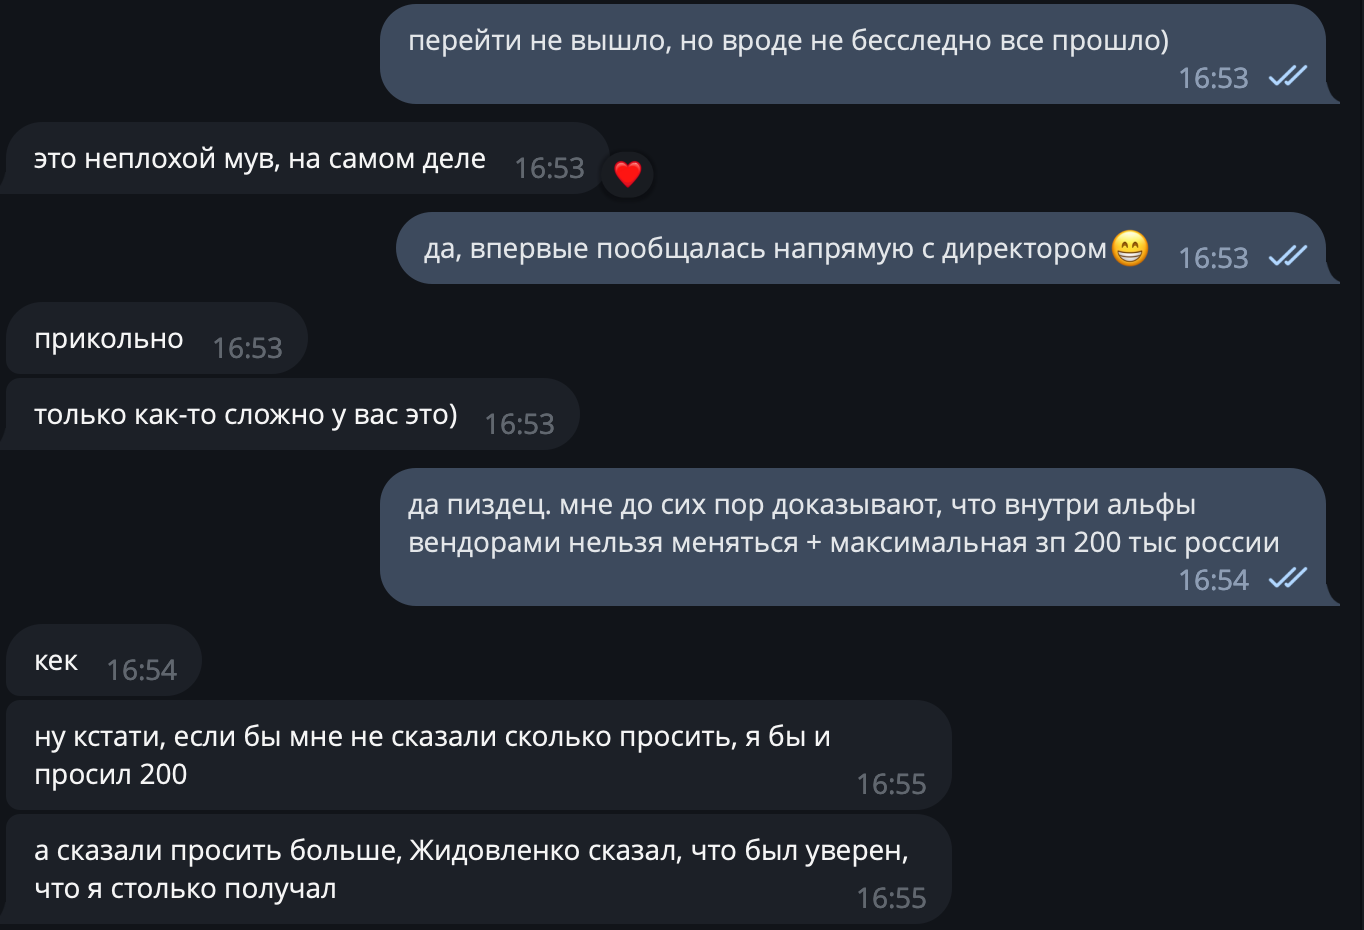 перейти не вышло, но вроде не бесследно все прошло)
16:53
это неплохой мув, на самом деле 16:53
да, впервые пообщалась напрямую с директором😁 16:53
прикольно 16:53
только как-то сложно у вас это) 16:53
да пиздец. мне до сих пор доказывают, что внутри альфы
вендорами нельзя меняться + максимальная зп 200 тыс россии
16:54
кек 16:54
ну кстати, если бы мне не сказали сколько просить, я бы и
просил 200 16:55
а сказали просить больше, Жидовленко сказал, что был уверен,
что я столько получал 16:55